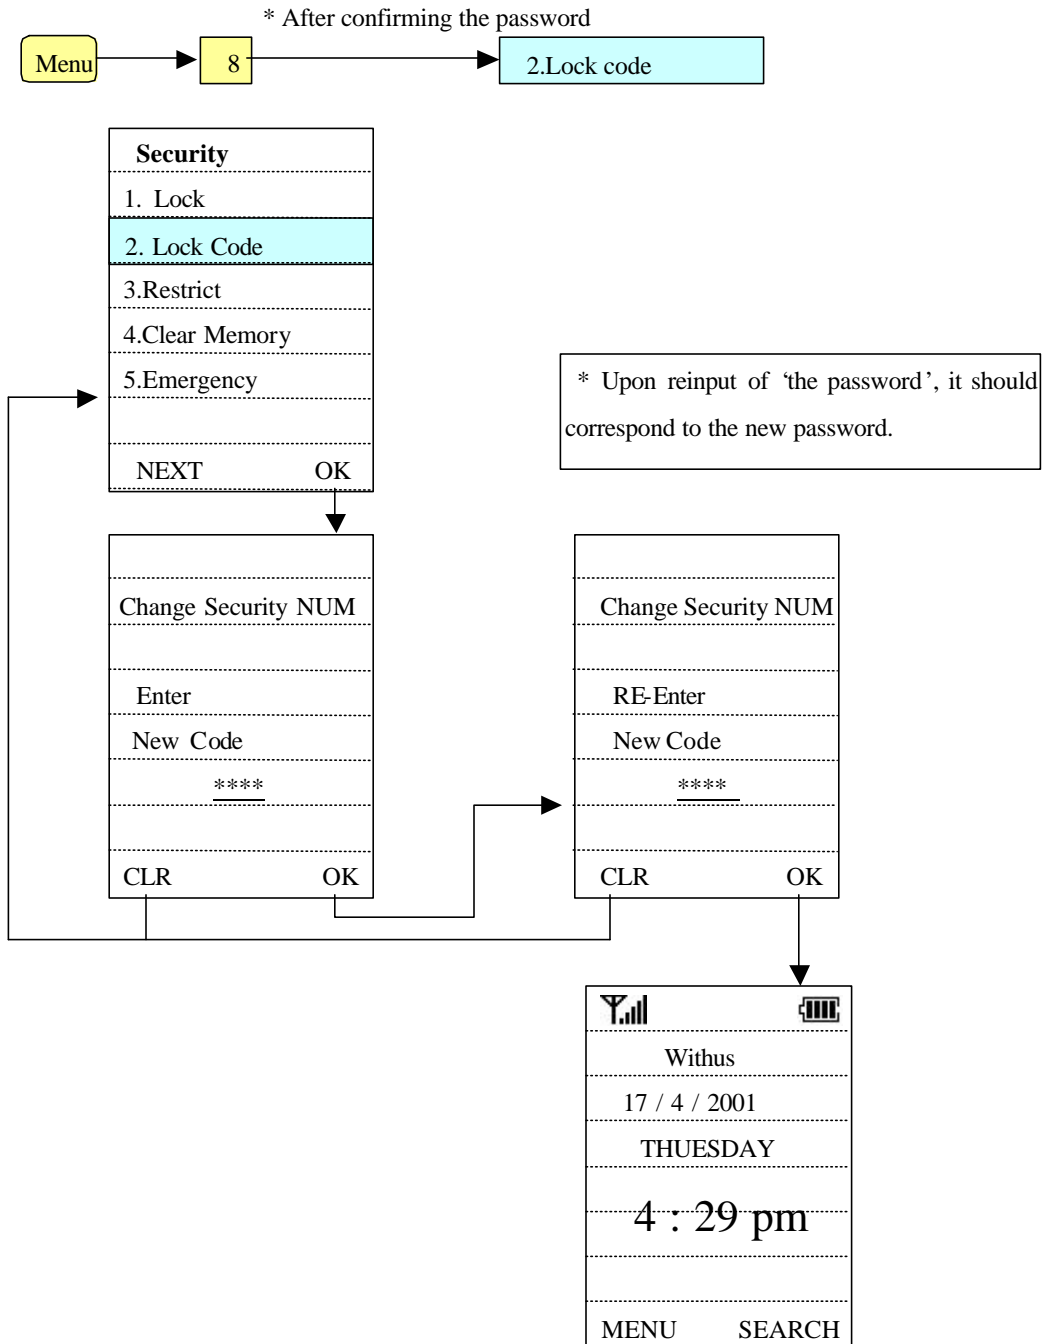 * After confirming the password
Menu 8 2.Lock code
Security
1. Lock
2. Lock Code
3.Restrict
4.Clear Memory
5.Emergency
NEXT OK
* Upon reinput of ‘the password’, it should
correspond to the new password.
Change Security NUM
Enter
New Code
****
CLR OK
Change Security NUM
RE-Enter
New Code
****
CLR OK
Withus
17 / 4 / 2001
THUESDAY
4 : 29 pm
MENU SEARCH